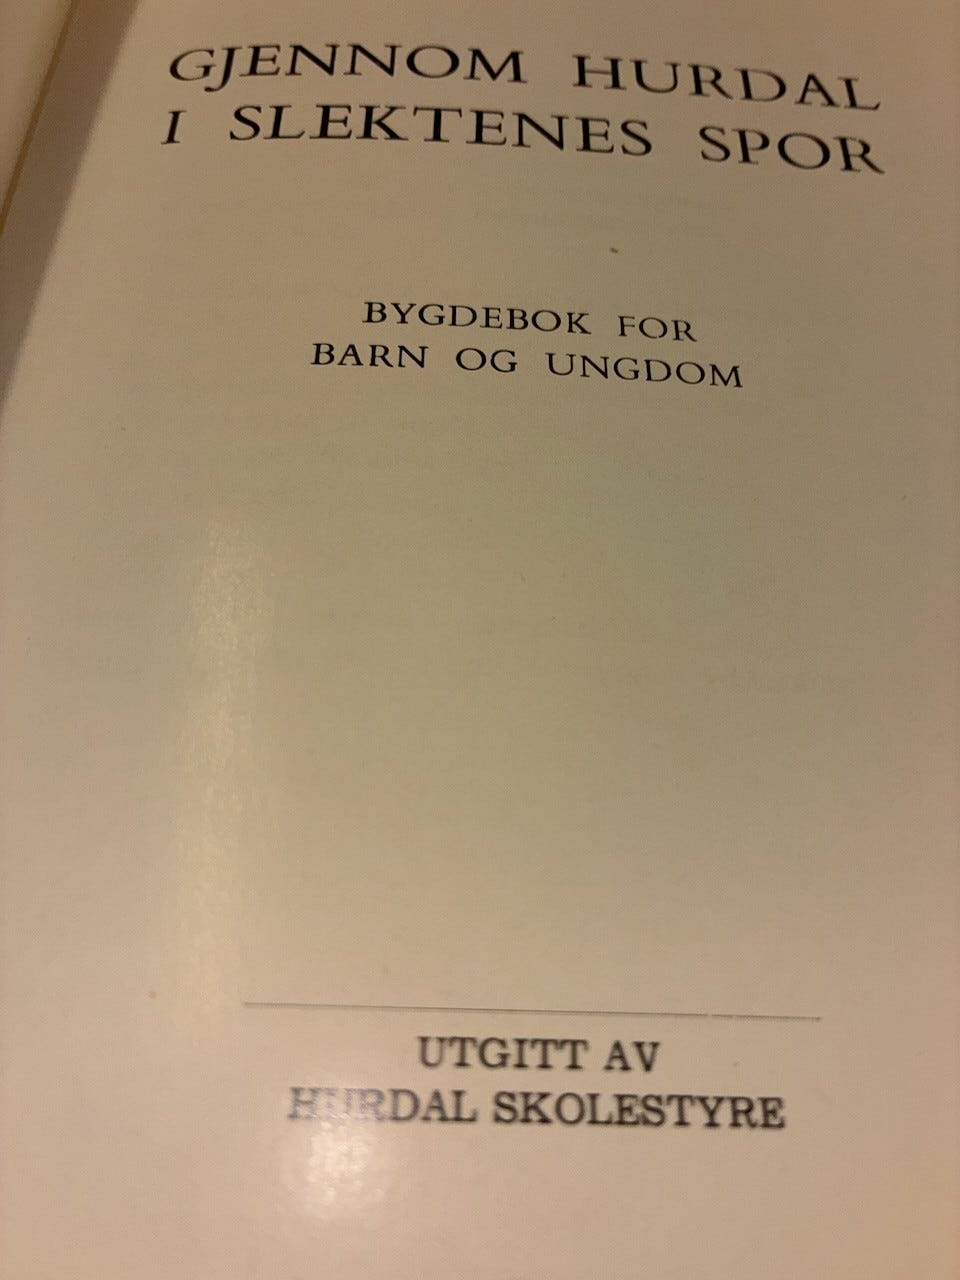 GJENNOM HURDAL
I SLEKTENES SPOR
BYGDEBOK FOR
BARN OG UNGDOM
UTGITT AV
HURDAL SKOLESTYRE